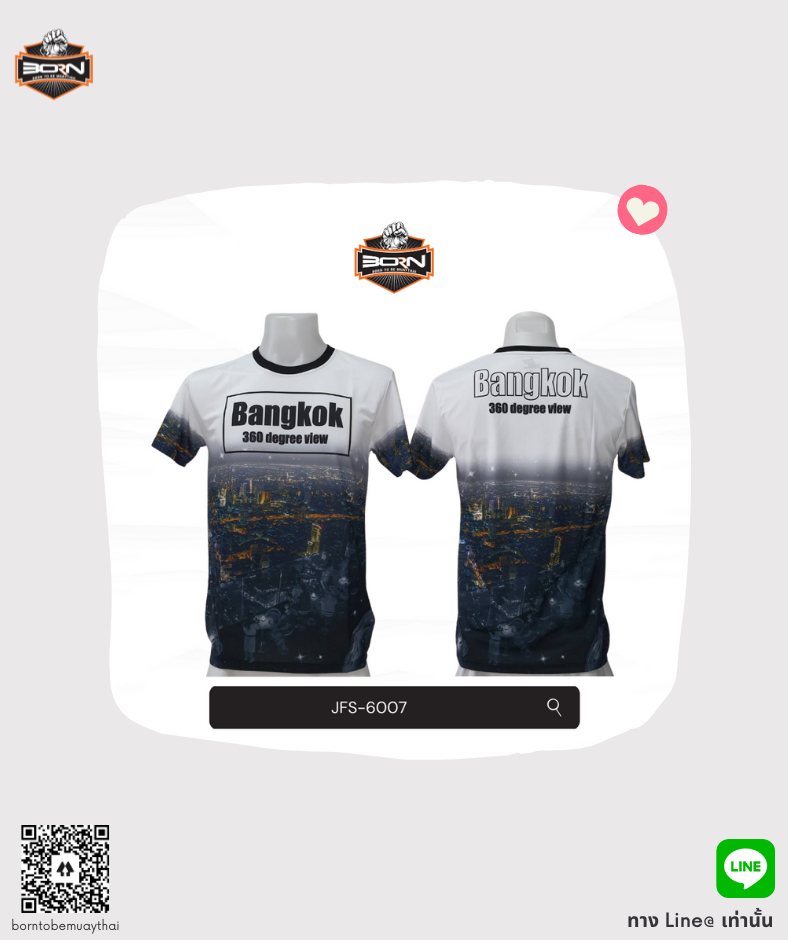 BORN
BORN TO BE MUAYTHAI
BORN
BORN TO BE MUAYTHAI
Bangkok
360 degree view
Bangkok
360 degree view
JFS-6007
borntobemuaythai
LINE
ทาง Line@ เท่านั้น